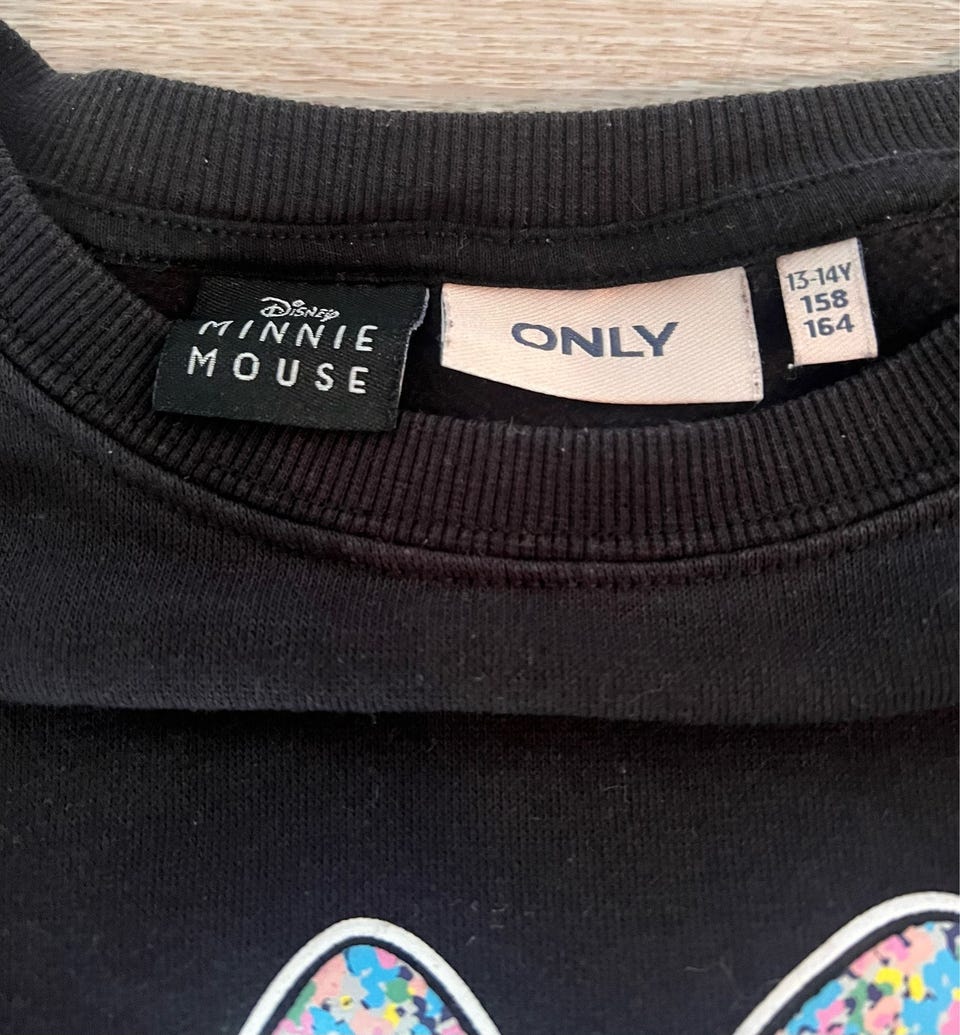 Disney
MINNIE
MOUSE
ONLY
13-14Y
158
164